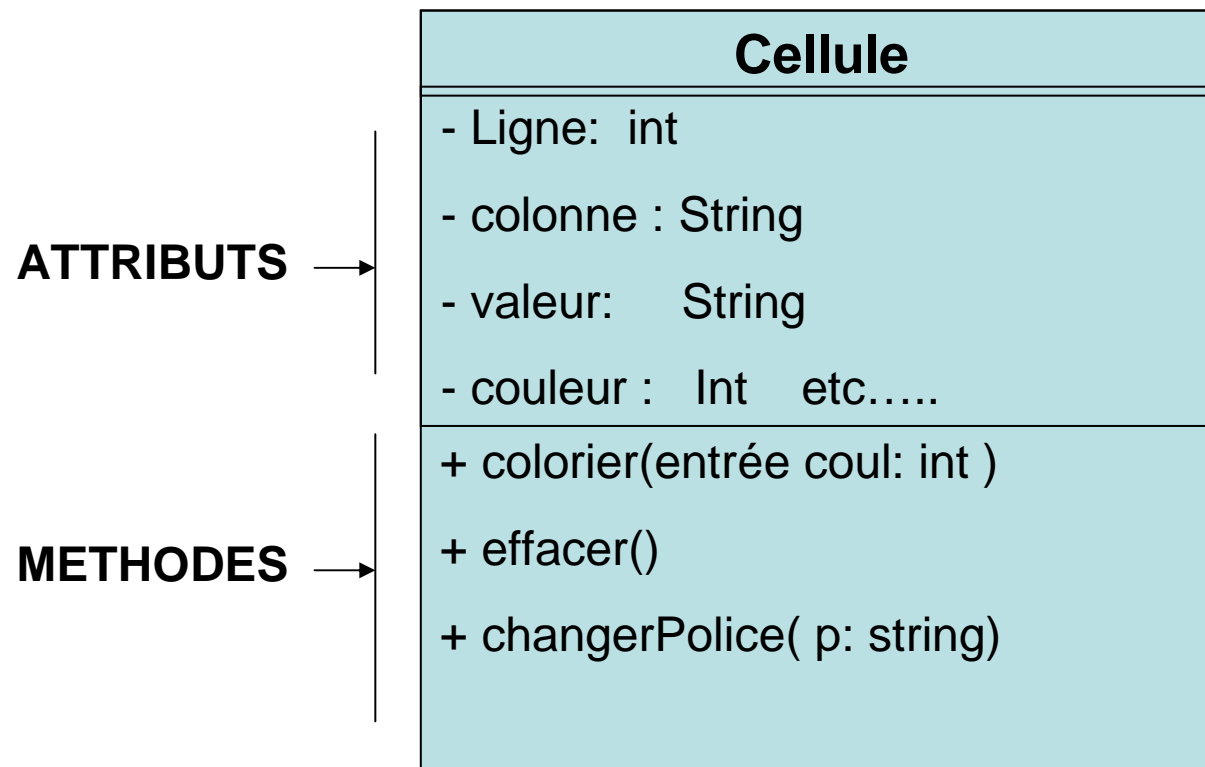 Cellule
ATTRIBUTS
- Ligne: int
- colonne : String
- valeur: String
- couleur : Int etc.....
METHODES
+ colorier(entrée coul: int )
+ effacer()
+ changerPolice( p: string)